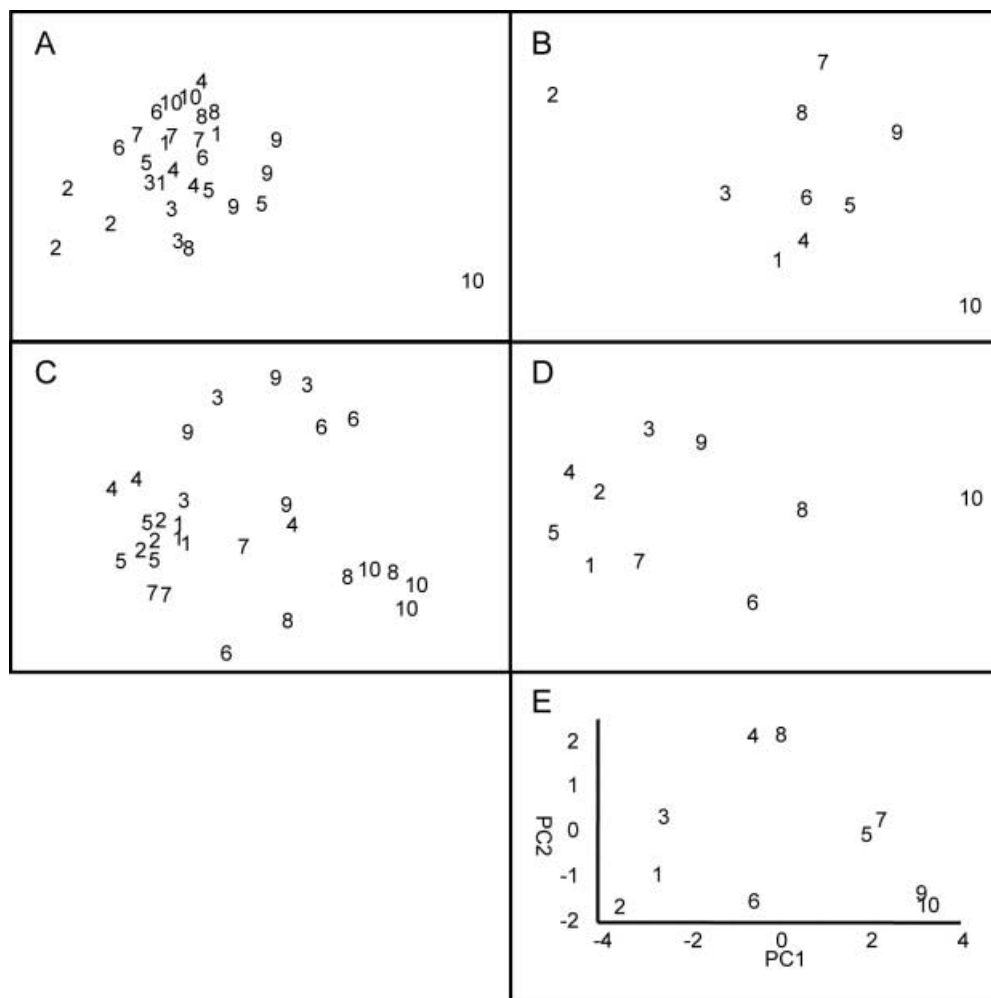 A
4
10 10
6 8 8
7 1 7 7 1 9
6 6
5 4 9
2 3 1 4 5
3 9 5
2
2 3 8
10
B
7
2
8
9
3 6 5
4
1
10
C
9 3
3
6 6
9
4 4
3 9
5 2 1 4
2 1 1 7
5 2 5
8 10 8 10
7 7
10
8
6
D
3 9
4
2 10
8
5
1 7
6
E
4 8
2
1
3 7
0 5
PC2
-1 1
9
2 6 10
-2
-4 -2 0 2 4
PC1